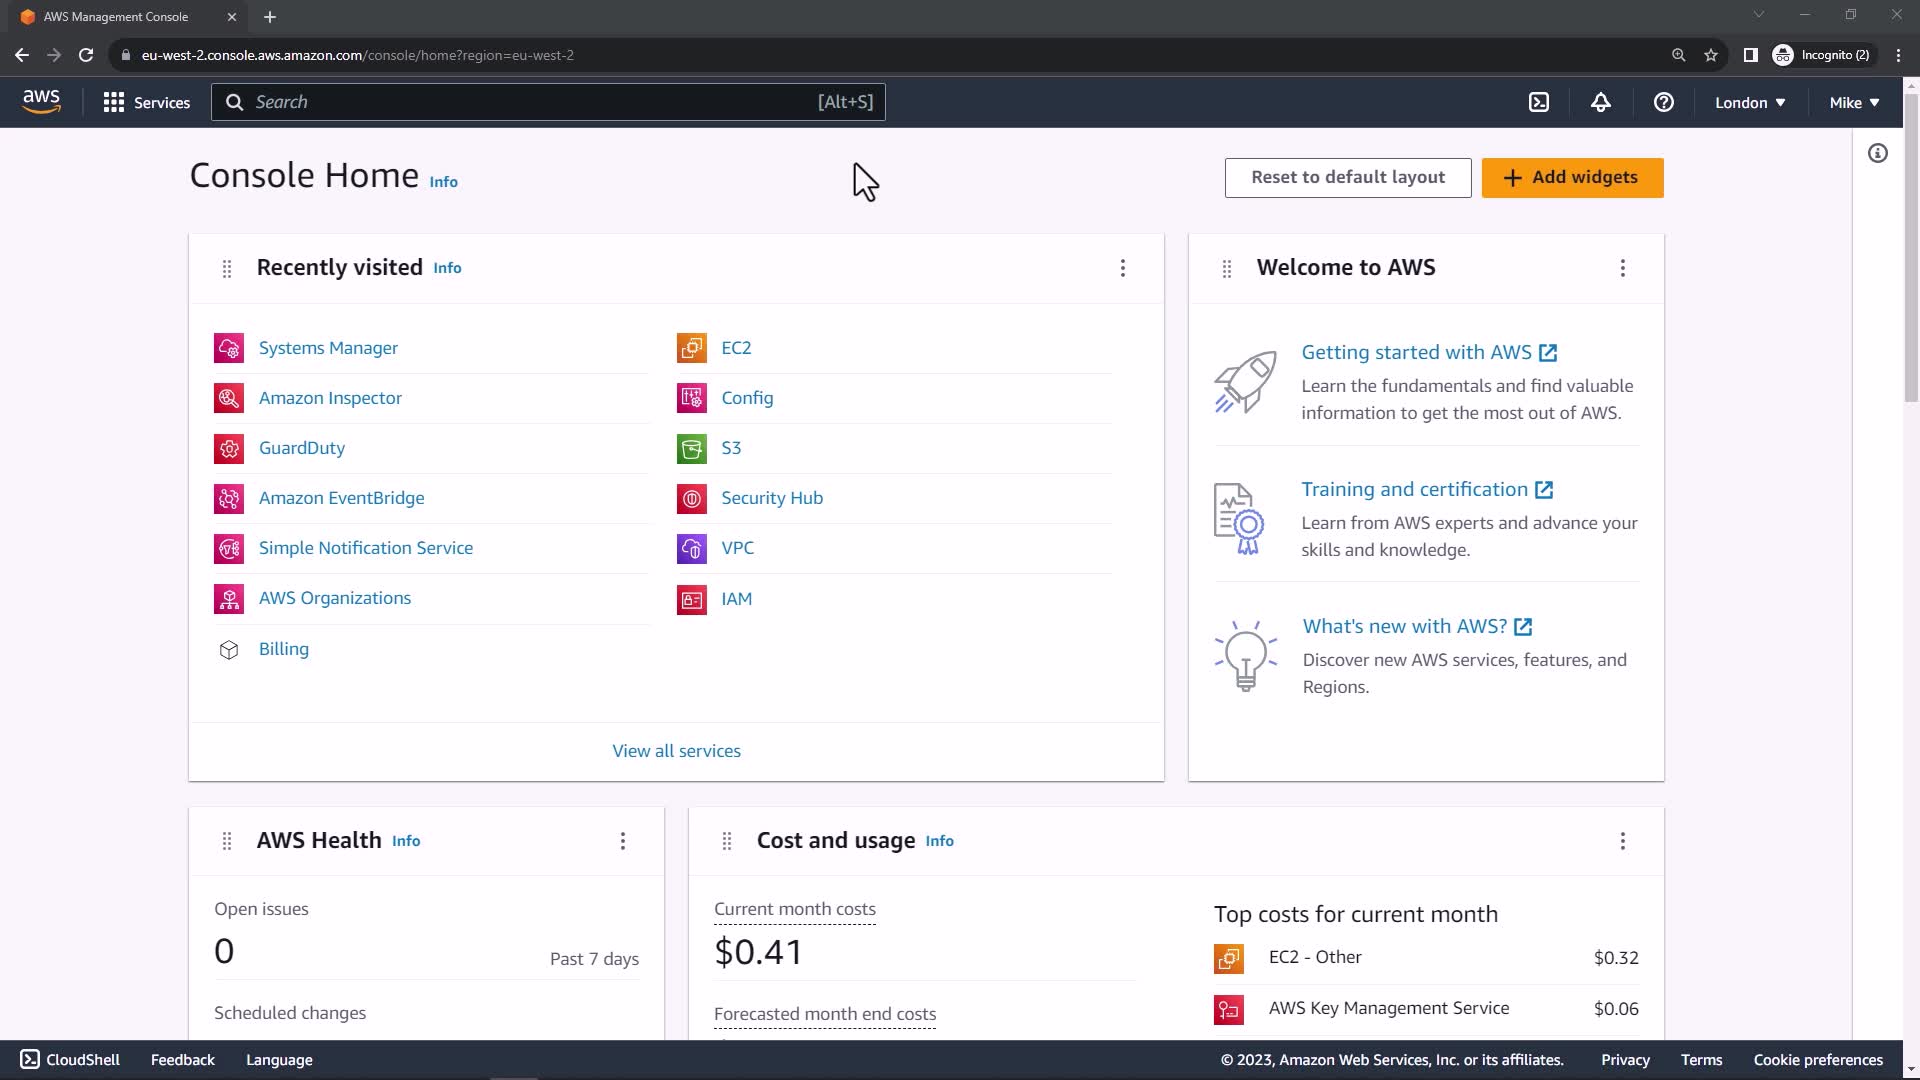 AWS Management Console
eu-west-2.console.aws.amazon.com/console/home?region=eu-west-2
Incognito (2)
aws
Services
Search
[Alt+S]
London
Mike
Console Home Info
Reset to default layout
Add widgets
Recently visited Info
Systems Manager
Amazon Inspector
GuardDuty
Amazon EventBridge
Simple Notification Service
AWS Organizations
Billing
EC2
Config
S3
Security Hub
VPC
IAM
View all services
Welcome to AWS
Getting started with AWS
Learn the fundamentals and find valuable
information to get the most out of AWS.
Training and certification
Learn from AWS experts and advance your
skills and knowledge.
What's new with AWS?
Discover new AWS services, features, and
Regions.
AWS Health Info
Open issues
0
Past 7 days
Scheduled changes
Cost and usage Info
Current month costs
$0.41
Forecasted month end costs
Top costs for current month
EC2 - Other $0.32
AWS Key Management Service $0.06
CloudShell
Feedback
Language
© 2023, Amazon Web Services, Inc. or its affiliates.
Privacy
Terms
Cookie preferences